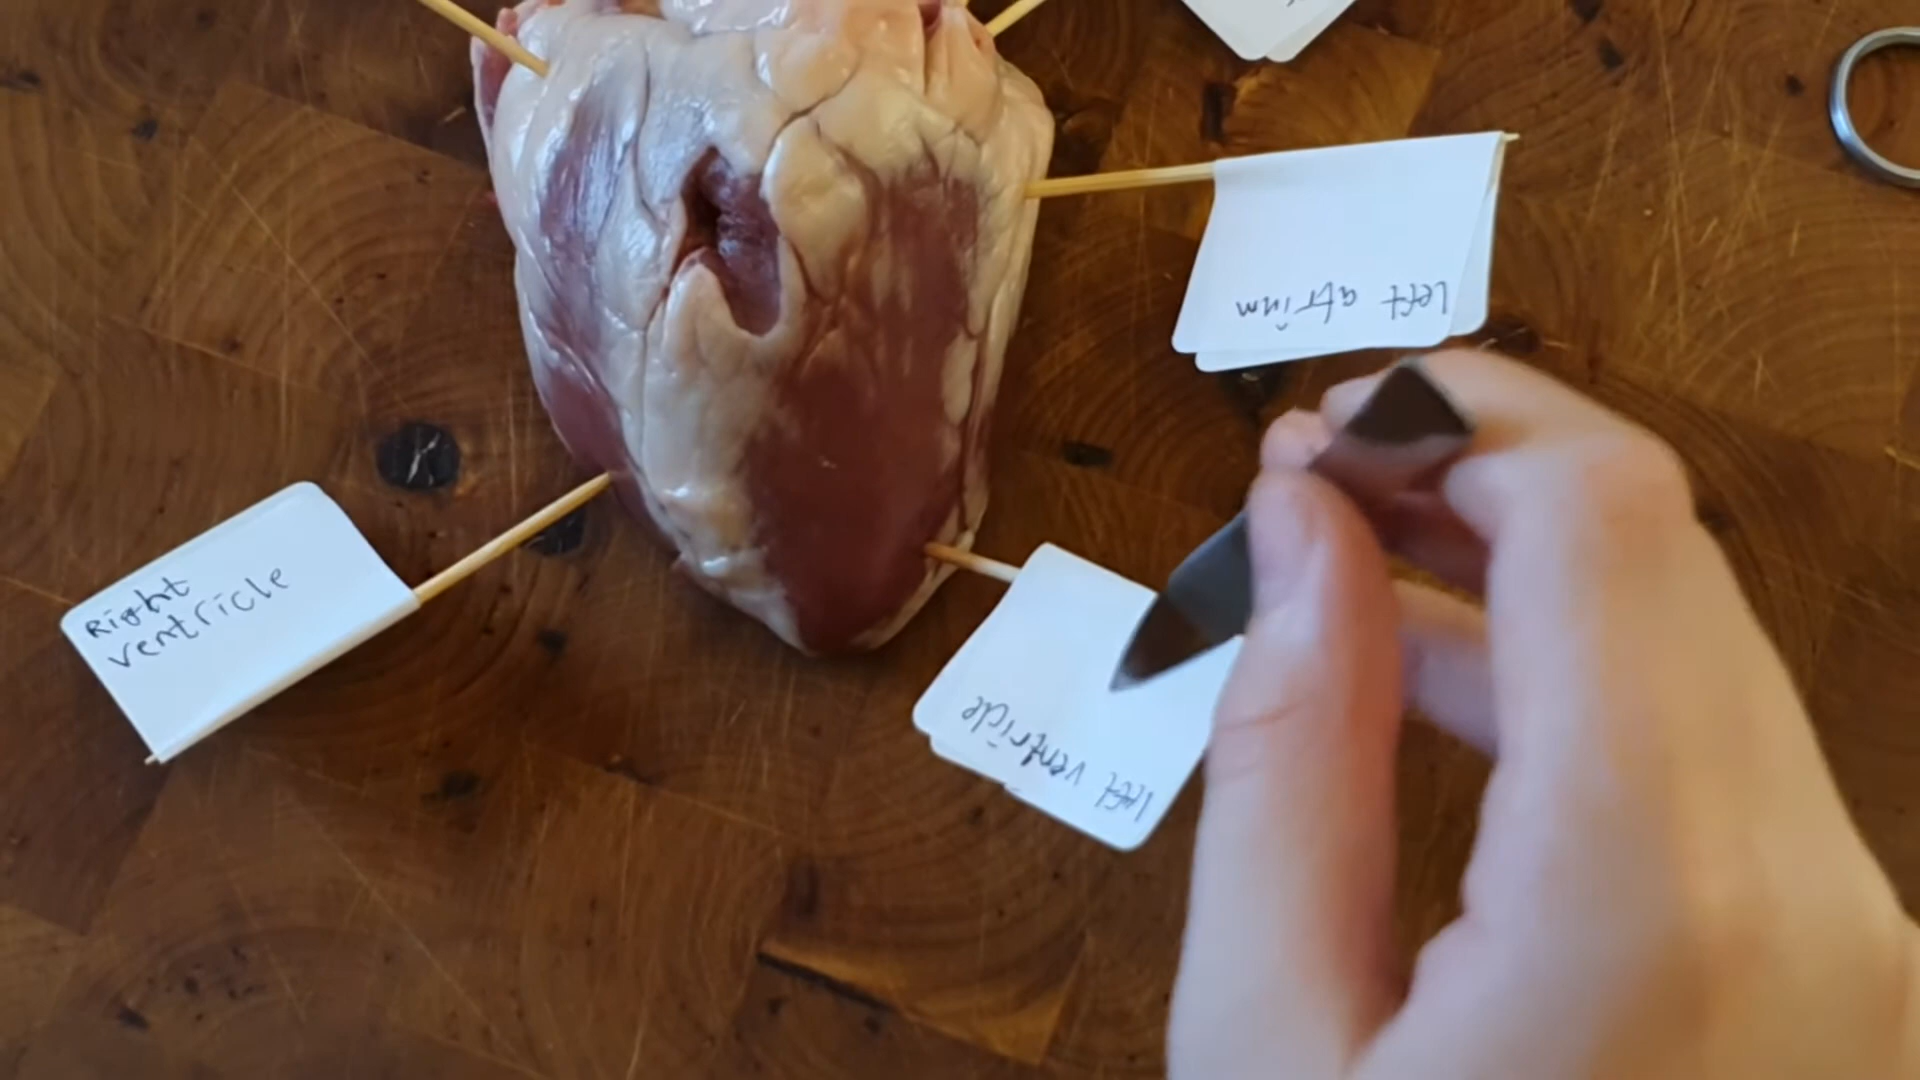 Left atrium
Right
ventricle
left ventricle